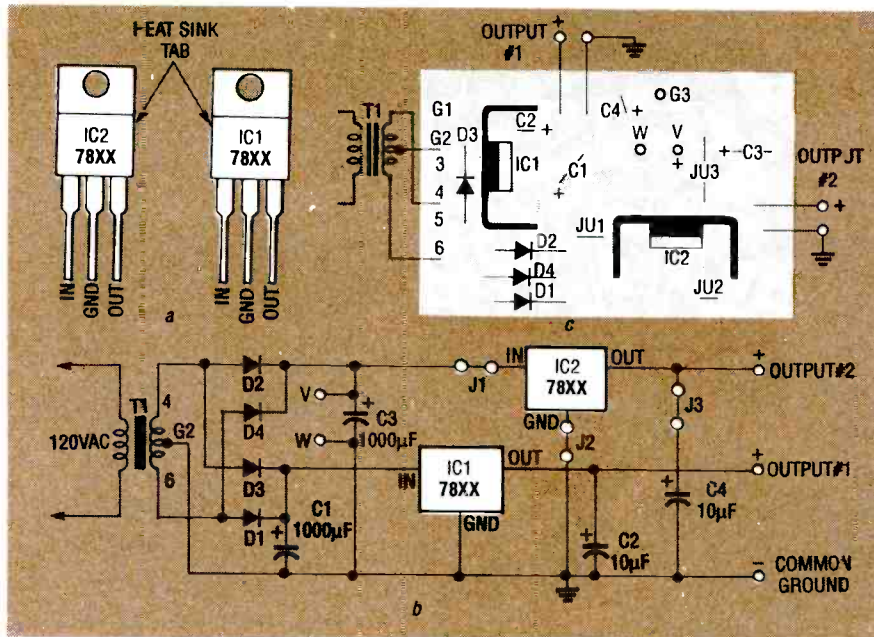 HEAT SINK
TAB
IC2
78XX
IC1
78XX
IN
GND
OUT
IN
GND
OUT
a
OUTPUT
#1
+
T1
G1
G2
3
4
5
6
D3
C2
+
IC1
C1
+
C4
+
G3
W
V
+
+
C3
JU3
OUTPUT
#2
+
JU1
IC2
JU2
D2
D4
D1
c
120VAC
T1
4
G2
6
D2
D4
D3
D1
V
W
+
C3
1000µF
+
C1
1000µF
J1
IN
IC2
78XX
OUT
GND
J2
IN
IC1
78XX
OUT
GND
J3
+
OUTPUT#2
+
OUTPUT#1
+
C2
10µF
+
C4
10µF
−
COMMON
GROUND
b